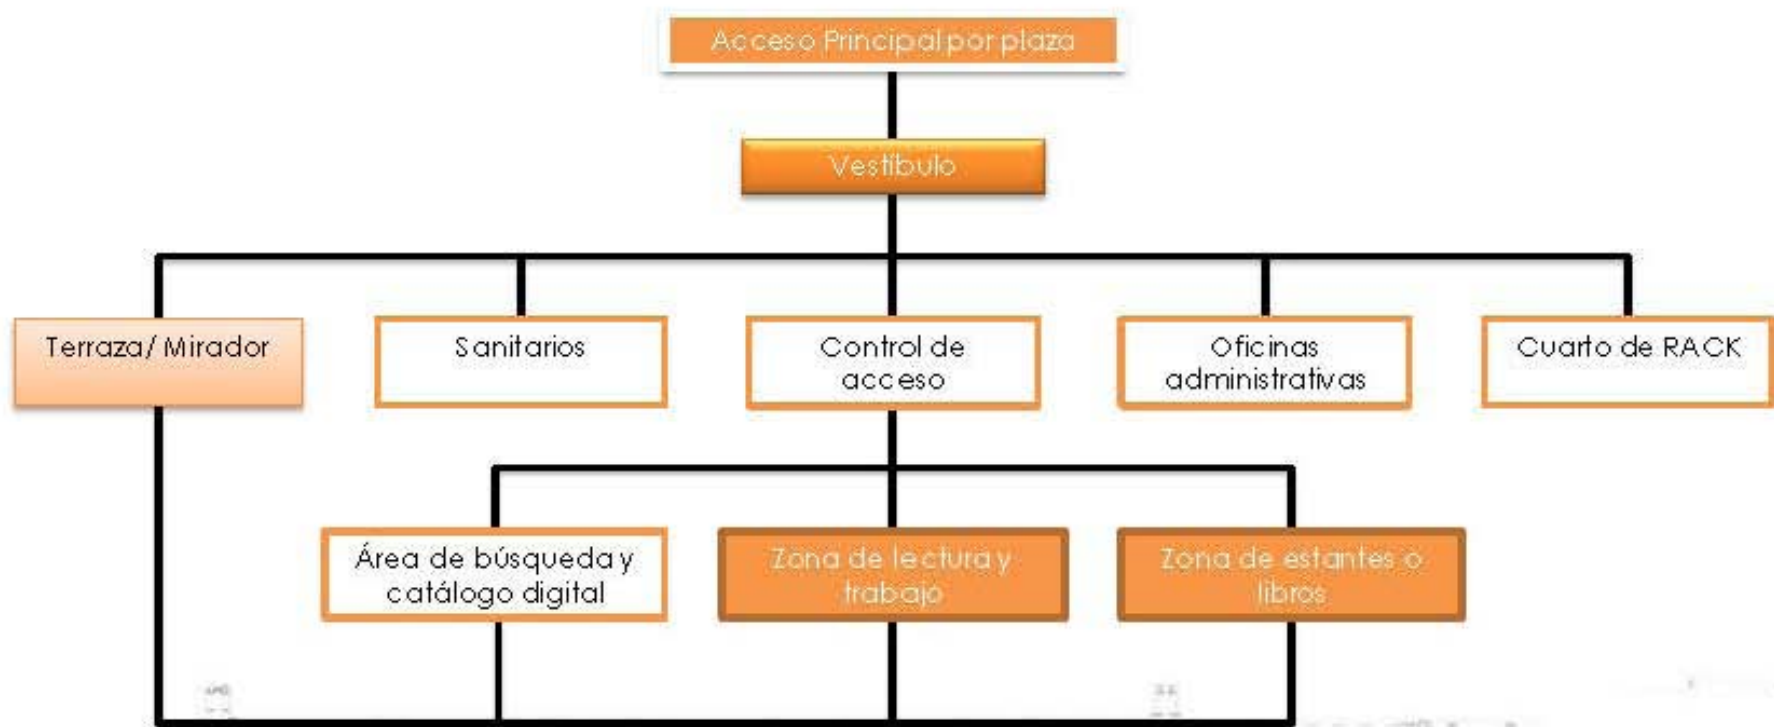 Acceso Principal por plaza
Vestíbulo
Terraza/ Mirador
Sanitarios
Control de
acceso
Oficinas
administrativas
Cuarto de RACK
Área de búsqueda y
catálogo digital
Zona de lectura y
trabajo
Zona de estantes o
libros